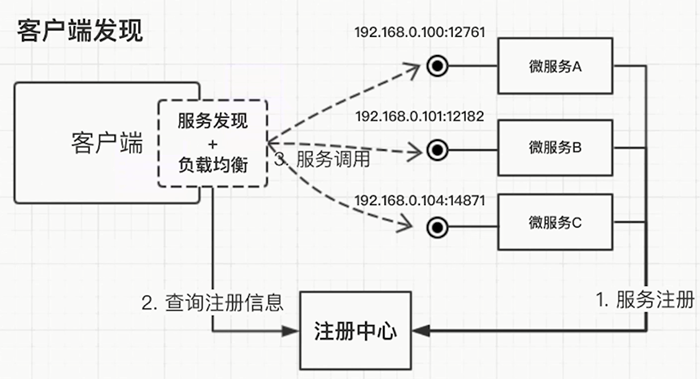 客户端发现
192.168.0.100:12761
微服务A
客户端
服务发现
+
负载均衡
192.168.0.101:12182
微服务B
3. 服务调用
192.168.0.104:14871
微服务C
2. 查询注册信息
1. 服务注册
注册中心